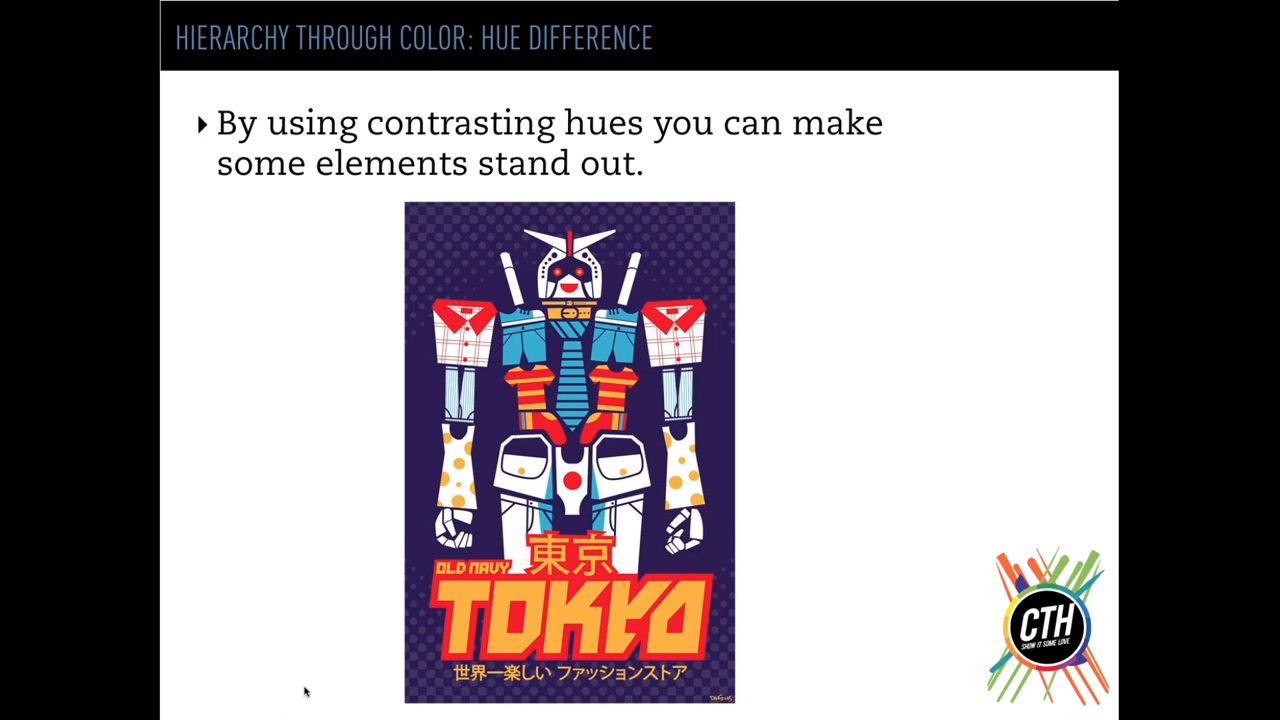 HIERARCHY THROUGH COLOR: HUE DIFFERENCE
By using contrasting hues you can make
some elements stand out.
東京
OLD NAVY
TOKYO
世界一楽しい ファッションストア
CTH
SHOW IT SOME LOVE